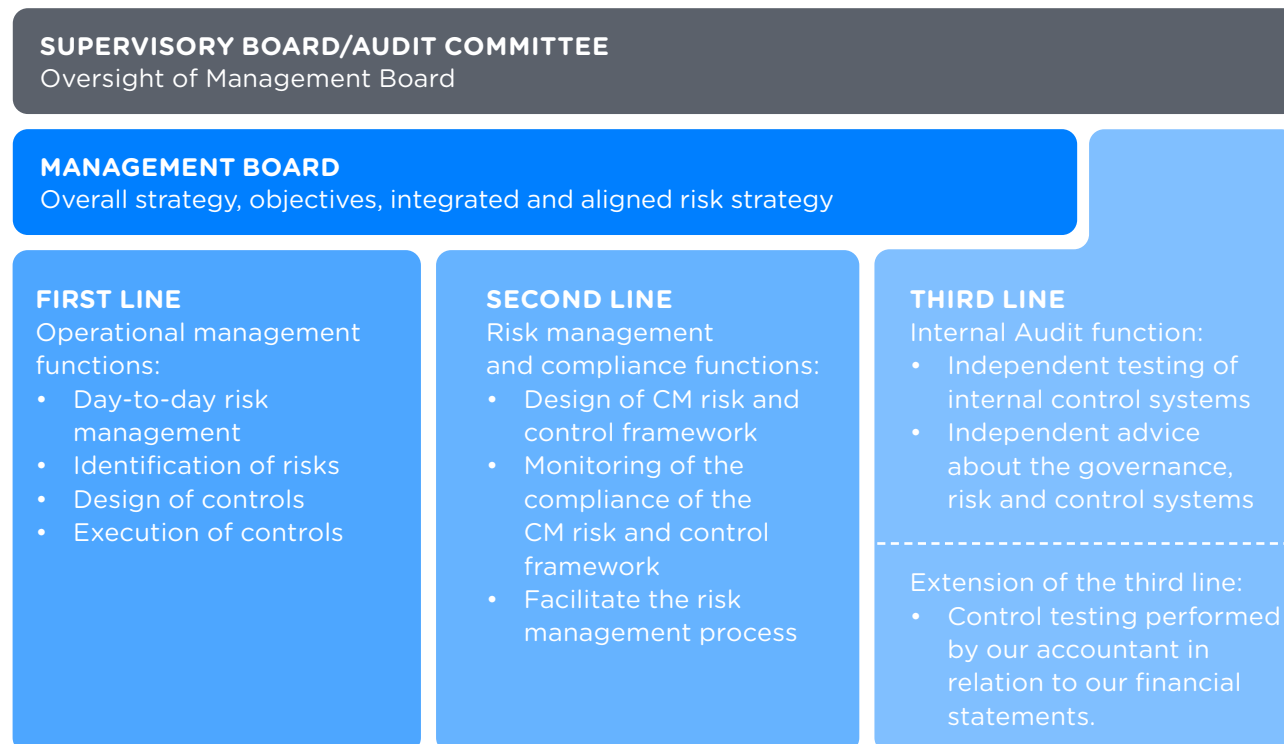 SUPERVISORY BOARD/AUDIT COMMITTEE
Oversight of Management Board
MANAGEMENT BOARD
Overall strategy, objectives, integrated and aligned risk strategy
FIRST LINE
Operational management
functions:
• Day-to-day risk
management
• Identification of risks
• Design of controls
• Execution of controls
SECOND LINE
Risk management
and compliance functions:
• Design of CM risk and
control framework
• Monitoring of the
compliance of the
CM risk and control
framework
• Facilitate the risk
management process
THIRD LINE
Internal Audit function:
• Independent testing of
internal control systems
• Independent advice
about the governance,
risk and control systems
Extension of the third line:
• Control testing performed
by our accountant in
relation to our financial
statements.